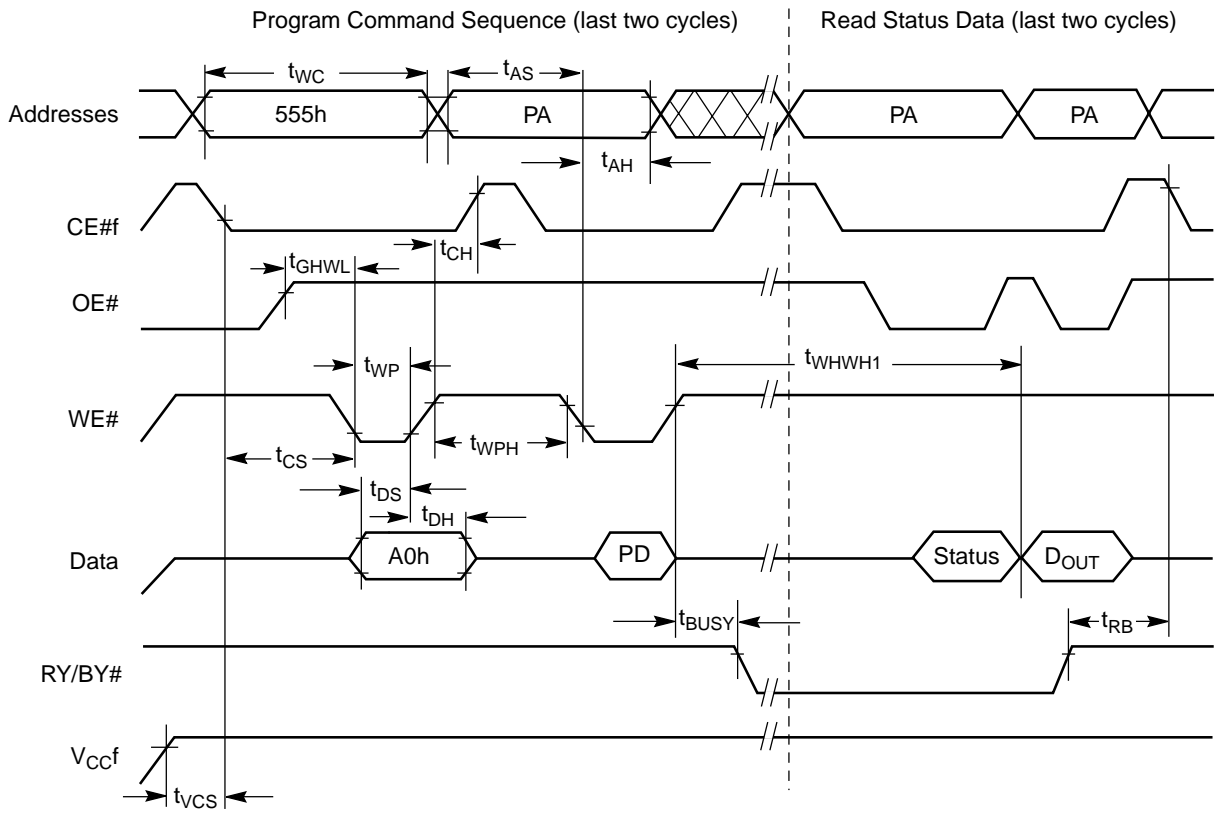 Program Command Sequence (last two cycles)
Read Status Data (last two cycles)
tWC
tAS
Addresses
555h
PA
PA
PA
tAH
CE#f
tCH
tGHWL
OE#
tWP
tWHWH1
WE#
tWPH
tCS
tDS
tDH
Data
A0h
PD
Status
DOUT
tBUSY
tRB
RY/BY#
VCCf
tVCS